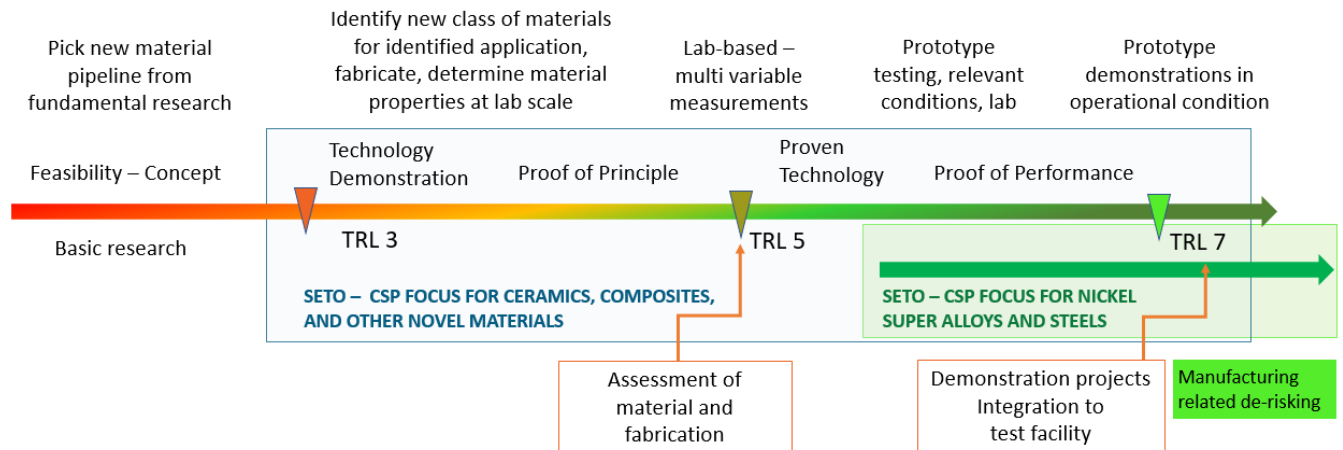 Pick new material
pipeline from
fundamental research
Identify new class of materials
for identified application,
fabricate, determine material
properties at lab scale
Lab-based –
multi variable
measurements
Prototype
testing, relevant
conditions, lab
Prototype
demonstrations in
operational condition
Feasibility – Concept
Technology
Demonstration
Proof of Principle
Proven
Technology
Proof of Performance
Basic research
TRL 3
TRL 5
TRL 7
SETO – CSP FOCUS FOR CERAMICS, COMPOSITES,
AND OTHER NOVEL MATERIALS
SETO – CSP FOCUS FOR NICKEL
SUPER ALLOYS AND STEELS
Assessment of
material and
fabrication
Demonstration projects
Integration to
test facility
Manufacturing
related de-risking